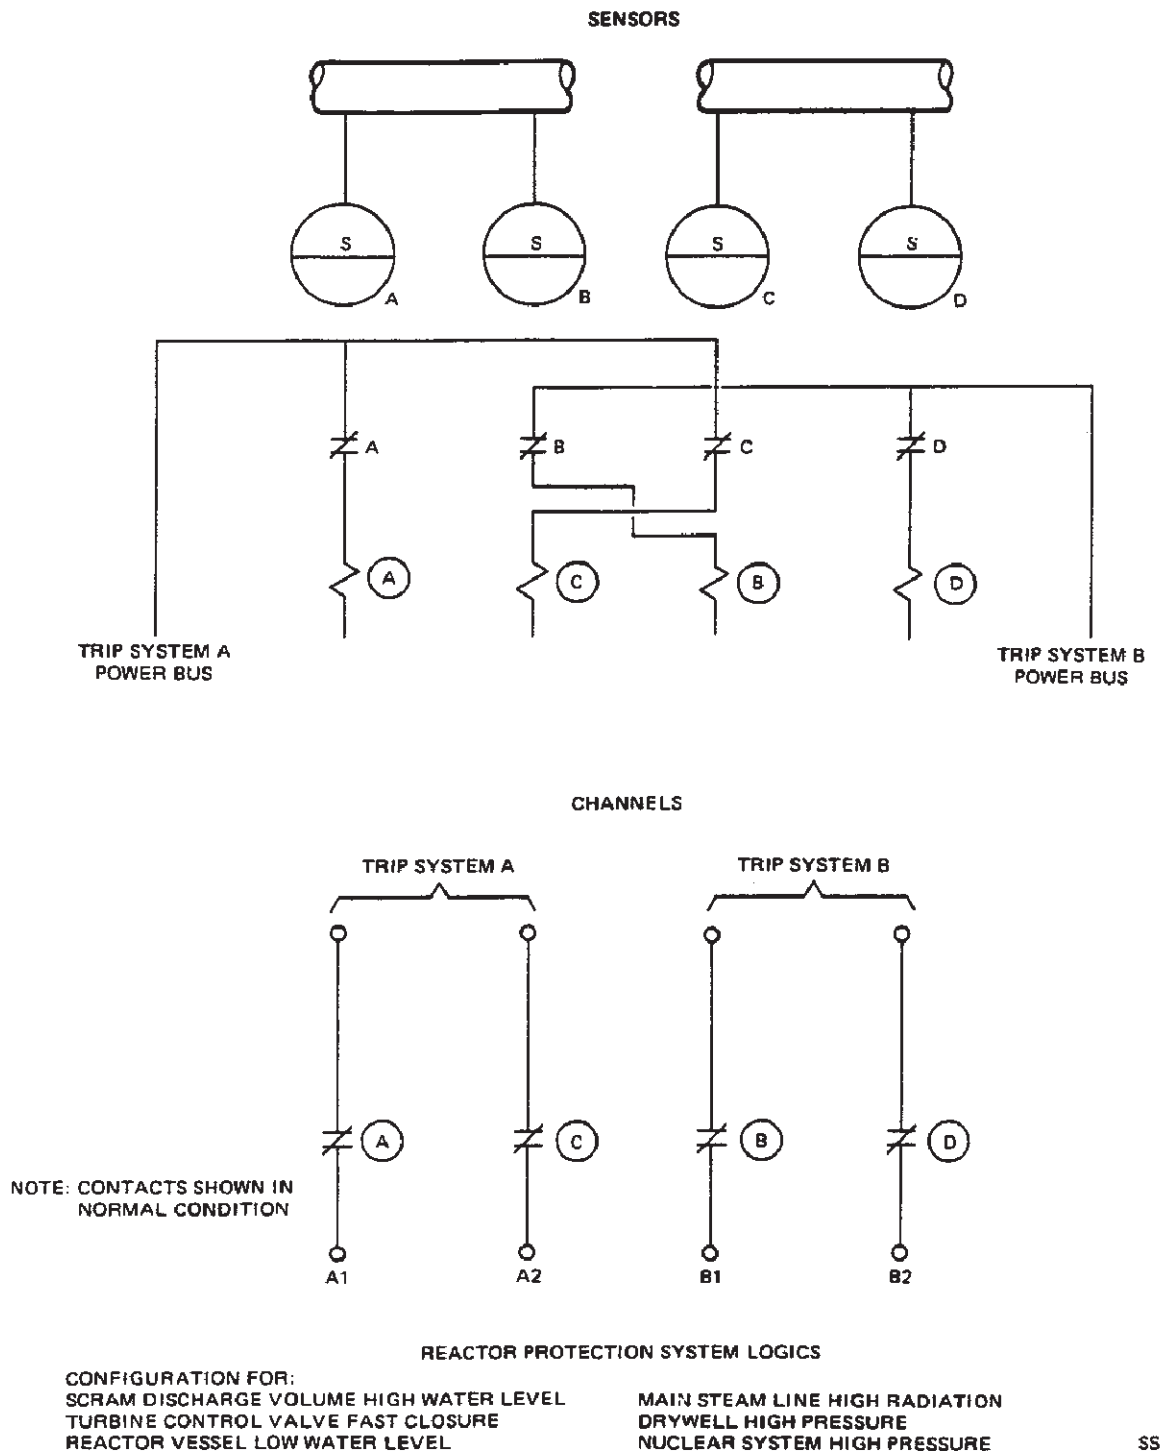 SENSORS
S S S S
A B C D
A B C D
A C B D
TRIP SYSTEM A
POWER BUS
TRIP SYSTEM B
POWER BUS
CHANNELS
TRIP SYSTEM A TRIP SYSTEM B
A C B D
NOTE: CONTACTS SHOWN IN
NORMAL CONDITION
A1 A2 B1 B2
REACTOR PROTECTION SYSTEM LOGICS
CONFIGURATION FOR:
SCRAM DISCHARGE VOLUME HIGH WATER LEVEL
TURBINE CONTROL VALVE FAST CLOSURE
REACTOR VESSEL LOW WATER LEVEL
MAIN STEAM LINE HIGH RADIATION
DRYWELL HIGH PRESSURE
NUCLEAR SYSTEM HIGH PRESSURE
SS